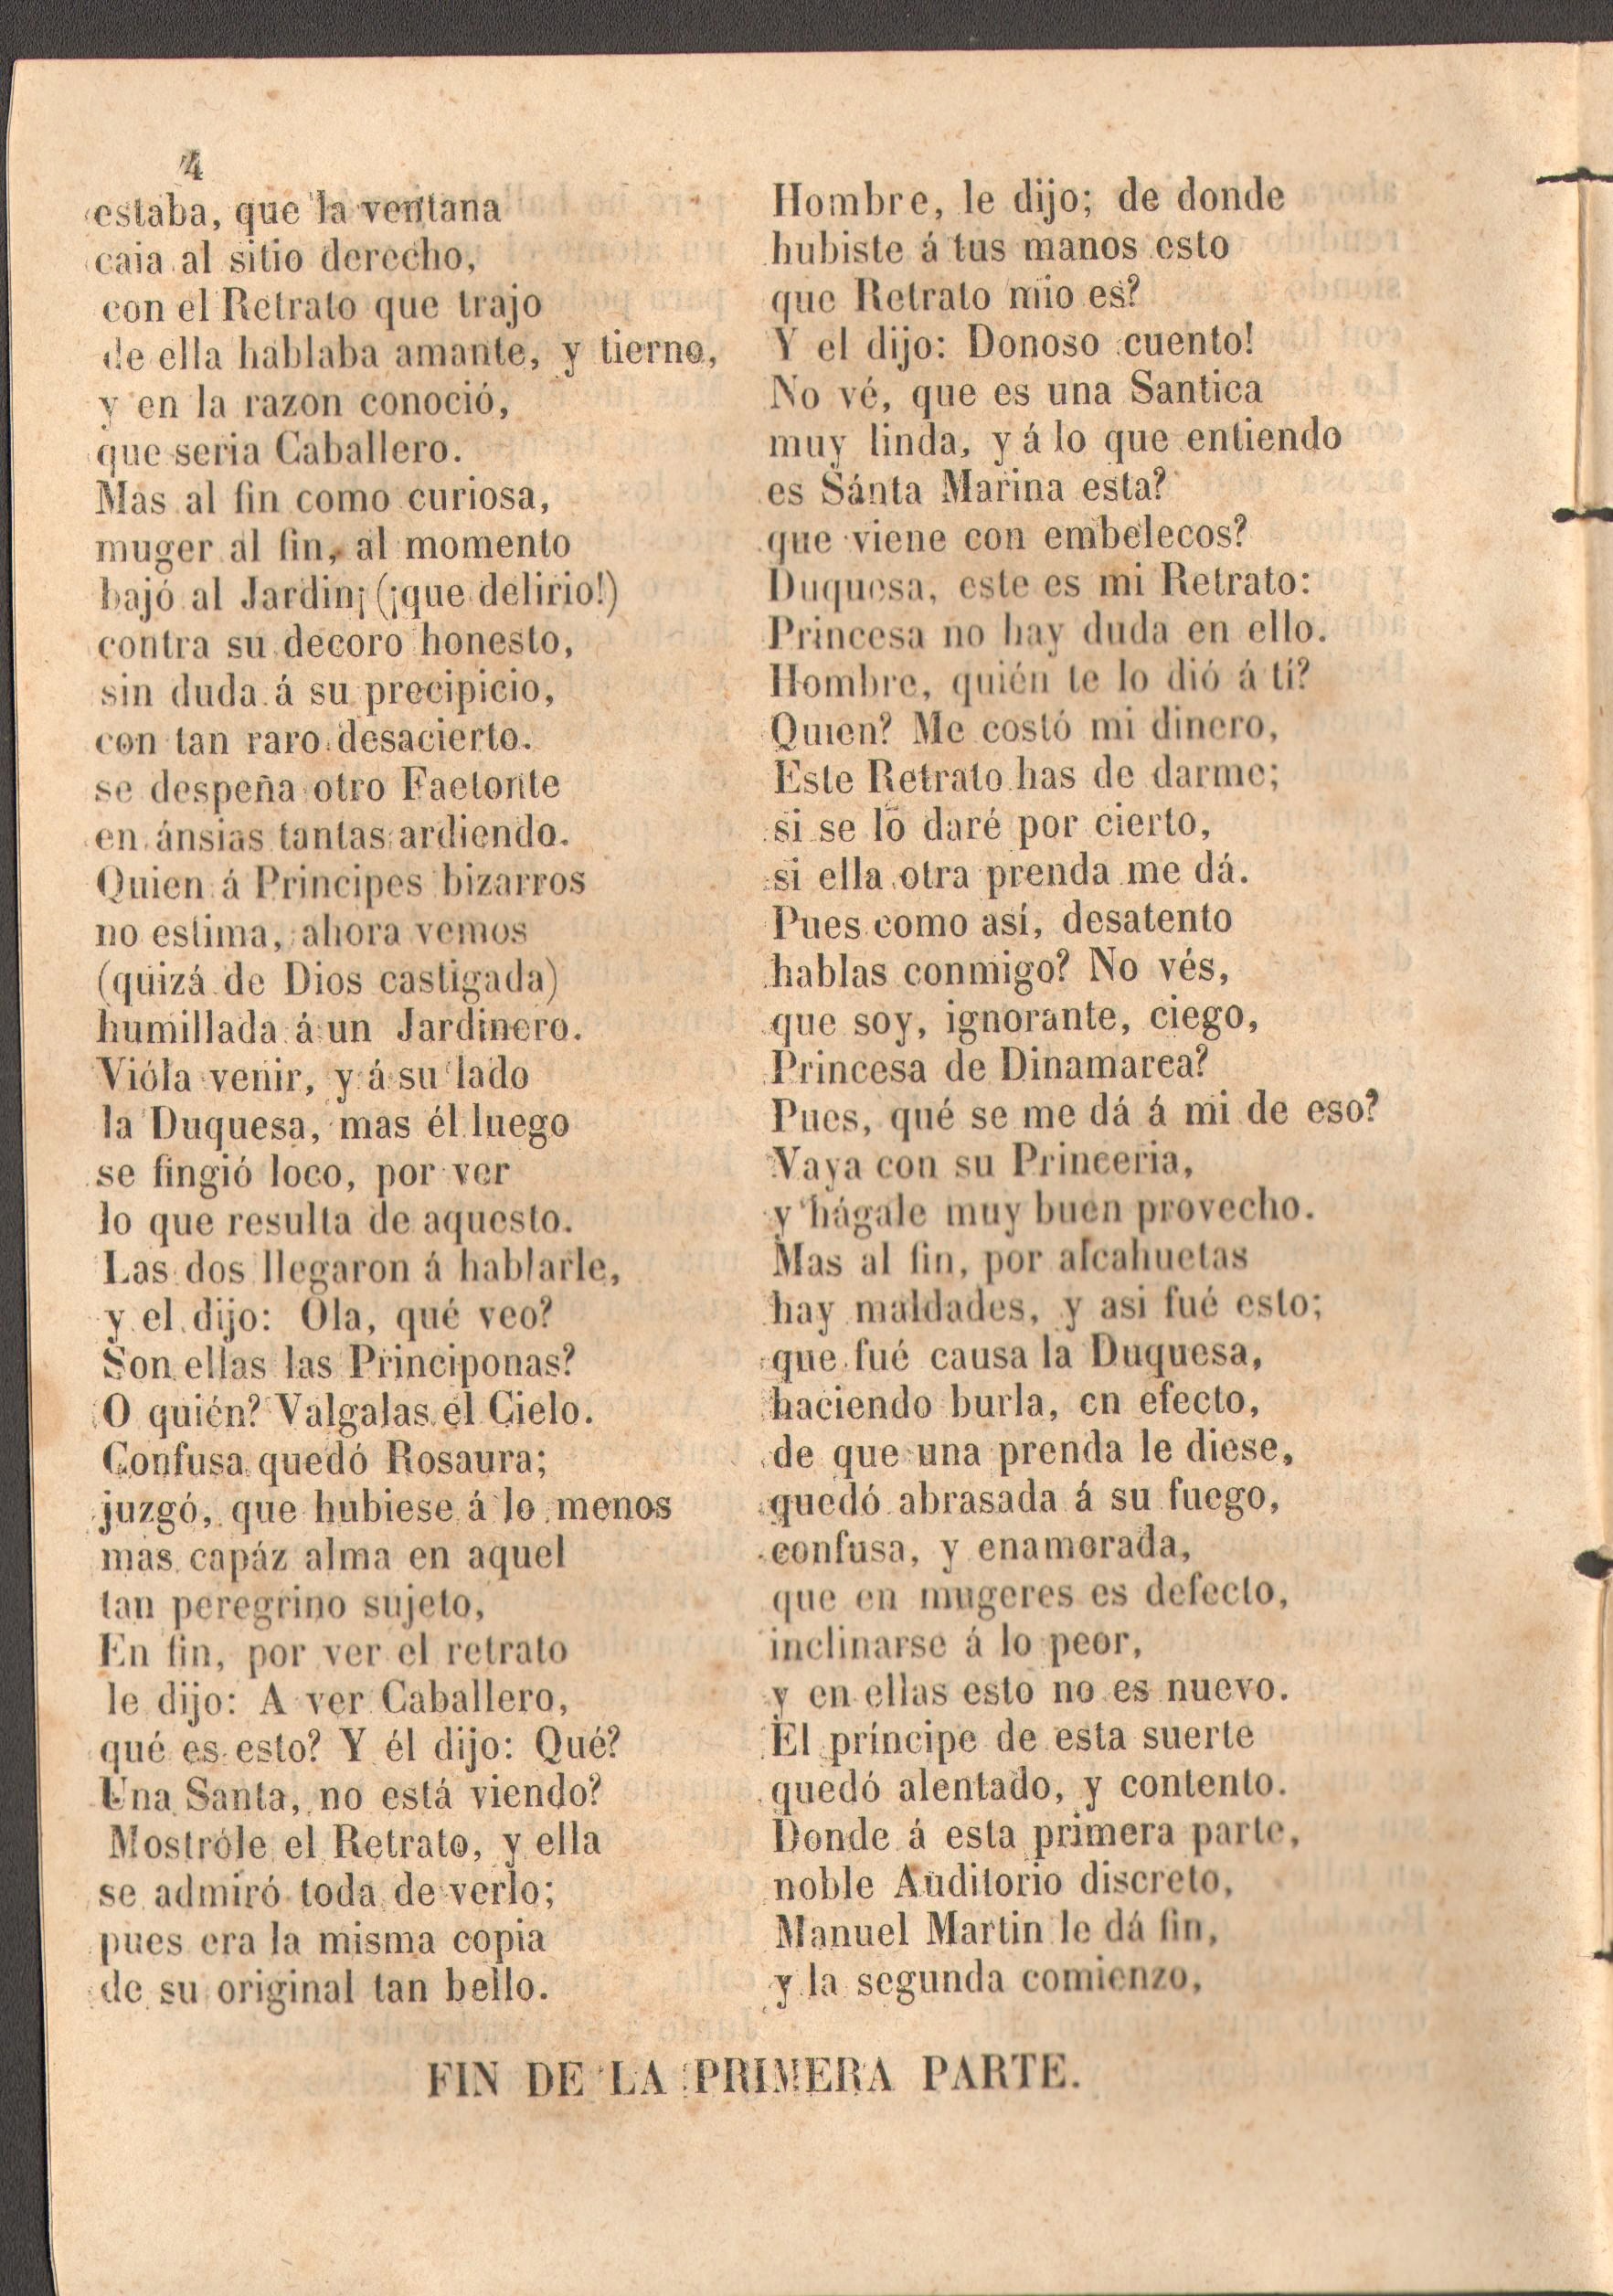 4
estaba, que la ventana
caia al sitio derecho,
con el Retrato que trajo
de ella hablaba amante, y tierno,
y en la razon conoció,
que seria Caballero.
Mas al fin como curiosa,
muger al fin, al momento
bajó al Jardin¡ (¡que delirio!)
contra su decoro honesto,
sin duda á su precipicio,
con tan raro desacierto.
se despeña otro Faetonte
en ánsias tantas ardiendo.
Quien á Principes bizarros
no estima, ahora vemos
(quizá de Dios castigada)
humillada á un Jardinero.
Vióla venir, y á su lado
la Duquesa, mas él luego
se fingió loco, por ver
lo que resulta de aquesto.
Las dos llegaron á hablarle,
y el dijo: Ola, qué veo?
Son ellas las Principonas?
O quién? Valgalas el Cielo.
Confusa quedó Rosaura;
juzgó, que hubiese á lo menos
mas capáz alma en aquel
tan peregrino sujeto,
En fin, por ver el retrato
le dijo: A ver Caballero,
qué es esto? Y él dijo: Qué?
Una Santa, no está viendo?
Mostróle el Retrato, y ella
se admiró toda de verlo;
pues era la misma copia
de su original tan bello.
Hombre, le dijo; de donde
hubiste á tus manos esto
que Retrato mio es?
Y el dijo: Donoso cuento!
No vé, que es una Santica
muy linda, y á lo que entiendo
es Sánta Marina esta?
que viene con embelecos?
Duquesa, este es mi Retrato:
Princesa no hay duda en ello.
Hombre, quién te lo dió á tí?
Quien? Me costó mi dinero,
Este Retrato has de darme;
si se lo daré por cierto,
si ella otra prenda me dá.
Pues como así, desatento
hablas conmigo? No vés,
que soy, ignorante, ciego,
Princesa de Dinamarca?
Pues, qué se me dá á mi de eso?
Vaya con su Princeria,
y hágale muy buen provecho.
Mas al fin, por alcahuetas
hay maldades, y asi fué esto;
que fué causa la Duquesa,
haciendo burla, en efecto,
de que una prenda le diese,
quedó abrasada á su fuego,
confusa, y enamorada,
que en mugeres es defecto,
inclinarse á lo peor,
y en ellas esto no es nuevo.
El príncipe de esta suerte
quedó alentado, y contento.
Donde á esta primera parte,
noble Auditorio discreto,
Manuel Martin le dá fin,
y la segunda comienzo,
FIN DE LA PRIMERA PARTE.